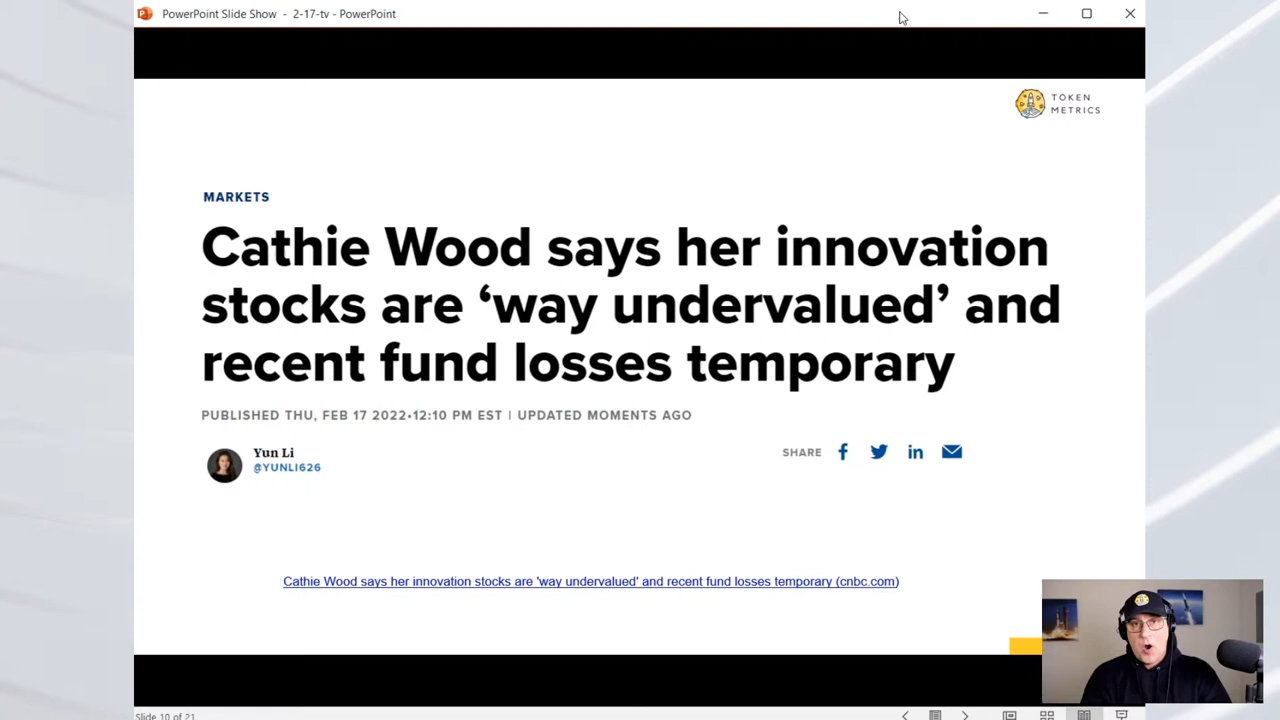 PowerPoint Slide Show - 2-17-tv - PowerPoint
TOKEN
METRICS
MARKETS
Cathie Wood says her innovation
stocks are ‘way undervalued’ and
recent fund losses temporary
PUBLISHED THU, FEB 17 2022•12:10 PM EST | UPDATED MOMENTS AGO
Yun Li
@YUNLI626
SHARE
Cathie Wood says her innovation stocks are 'way undervalued' and recent fund losses temporary (cnbc.com)
Slide 10 of 21